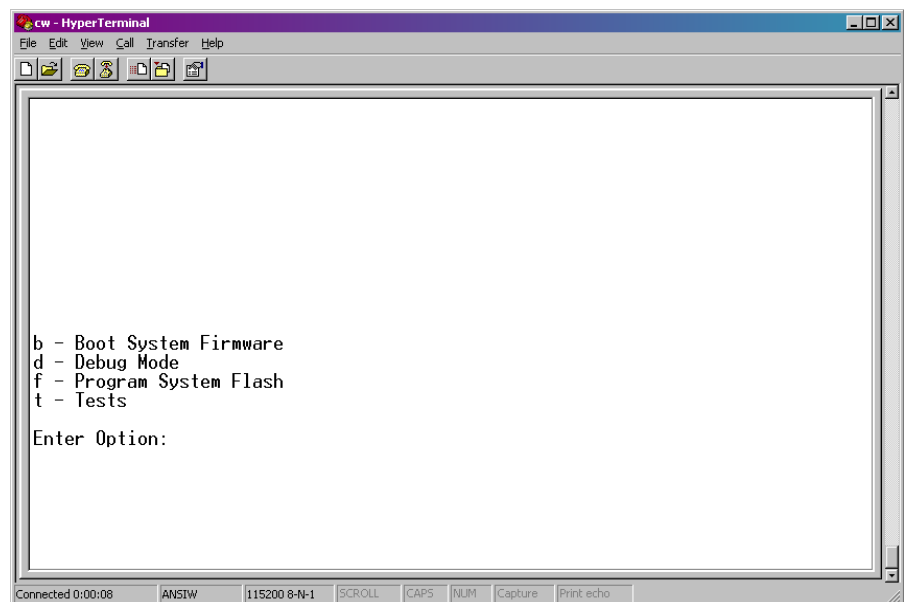 cw - HyperTerminal
File Edit View Call Transfer Help
b - Boot System Firmware
d - Debug Mode
f - Program System Flash
t - Tests
Enter Option:
Connected 0:00:08 ANSIW 115200 8-N-1 SCROLL CAPS NUM Capture Print echo